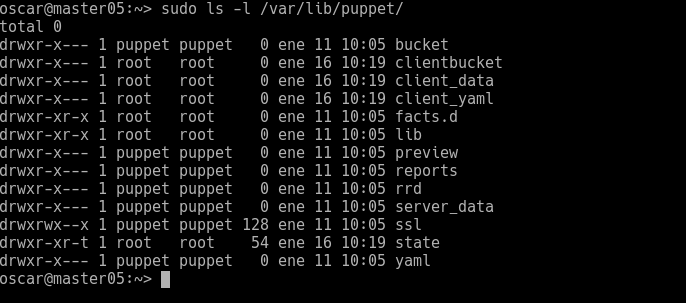 oscar@master05:~> sudo ls -l /var/lib/puppet/
total 0
drwxr-x--- 1 puppet puppet   0 ene 11 10:05 bucket
drwxr-x--- 1 root   root     0 ene 16 10:19 clientbucket
drwxr-x--- 1 root   root     0 ene 16 10:19 client_data
drwxr-x--- 1 root   root     0 ene 16 10:19 client_yaml
drwxr-xr-x 1 root   root     0 ene 11 10:05 facts.d
drwxr-xr-x 1 root   root     0 ene 11 10:05 lib
drwxr-x--- 1 puppet puppet   0 ene 11 10:05 preview
drwxr-x--- 1 puppet puppet   0 ene 11 10:05 reports
drwxr-x--- 1 puppet puppet   0 ene 11 10:05 rrd
drwxr-x--- 1 puppet puppet   0 ene 11 10:05 server_data
drwxrwx--x 1 puppet puppet 128 ene 11 10:05 ssl
drwxr-xr-t 1 root   root    54 ene 16 10:19 state
drwxr-x--- 1 puppet puppet   0 ene 11 10:05 yaml
oscar@master05:~>